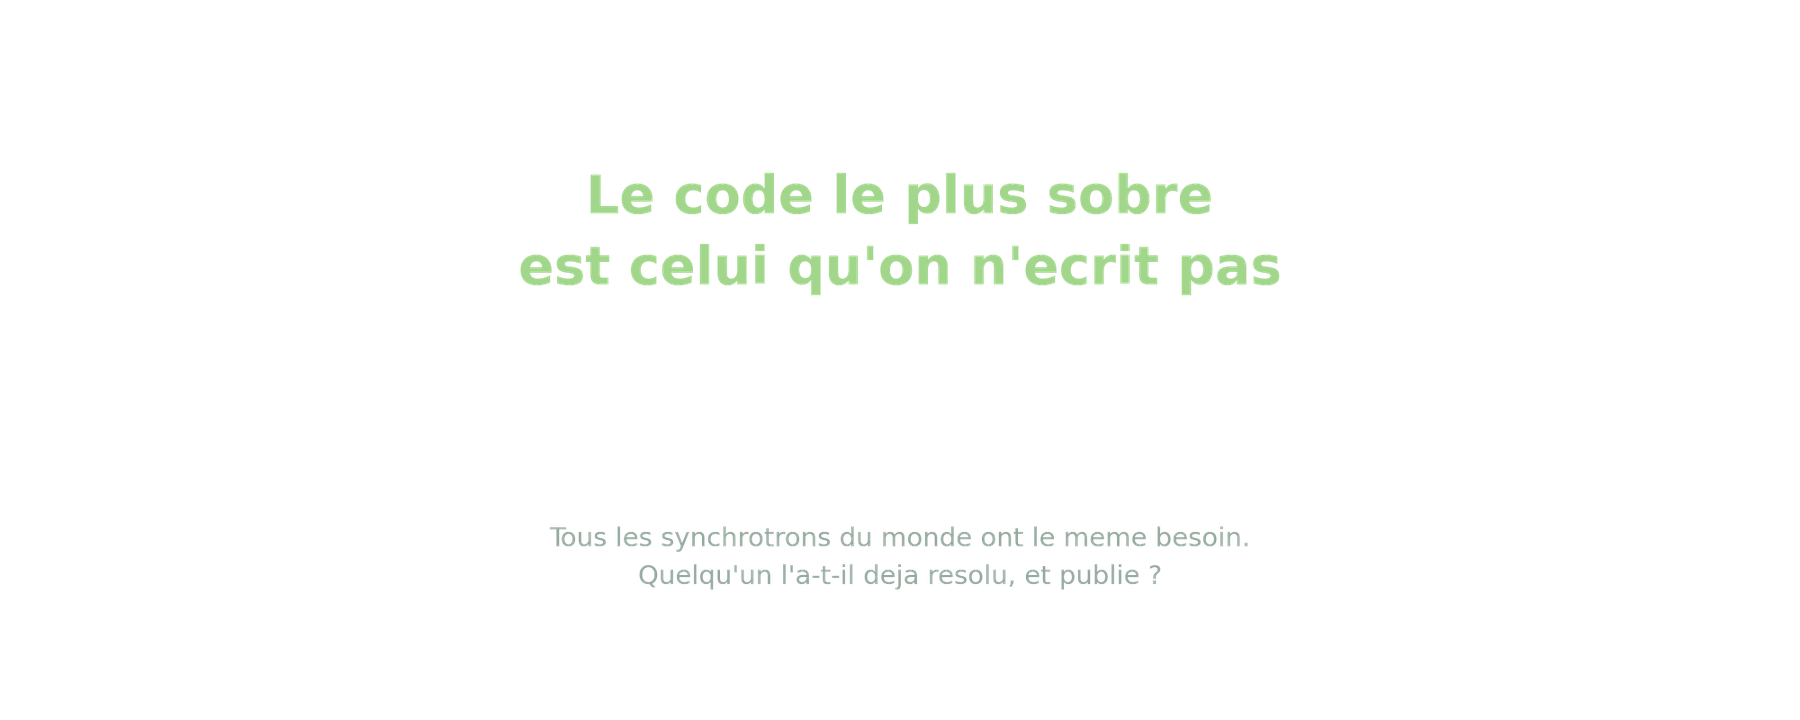 Le code le plus sobre
est celui qu'on n'ecrit pas
Tous les synchrotrons du monde ont le meme besoin.
Quelqu'un l'a-t-il deja resolu, et publie ?